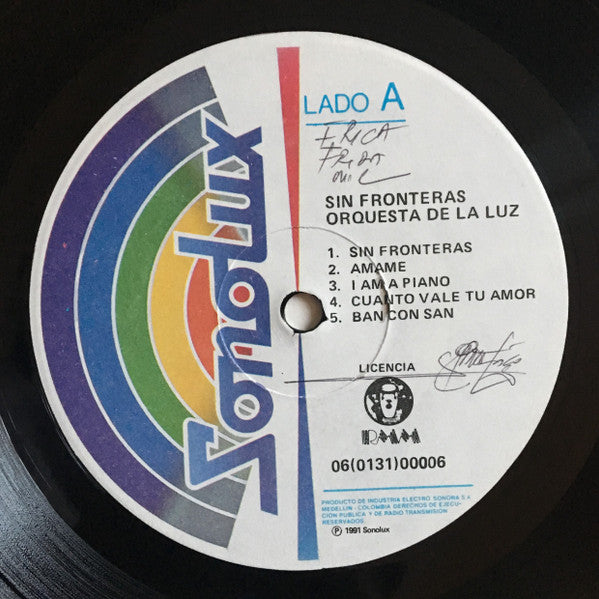 Sonolux
LADO A
ERICA
FRIDA
SIN FRONTERAS
ORQUESTA DE LA LUZ
1. SIN FRONTERAS
2. AMAME
3. I AM A PIANO
4. CUANTO VALE TU AMOR
5. BAN CON SAN
LICENCIA
RMM
06(0131)00006
PRODUCTO DE INDUSTRIA ELECTRO SONORA S.A
MEDELLIN - COLOMBIA DERECHOS DE EJECU-
CION PUBLICA Y DE RADIO TRANSMISION
RESERVADOS.
Ⓟ 1991 Sonolux